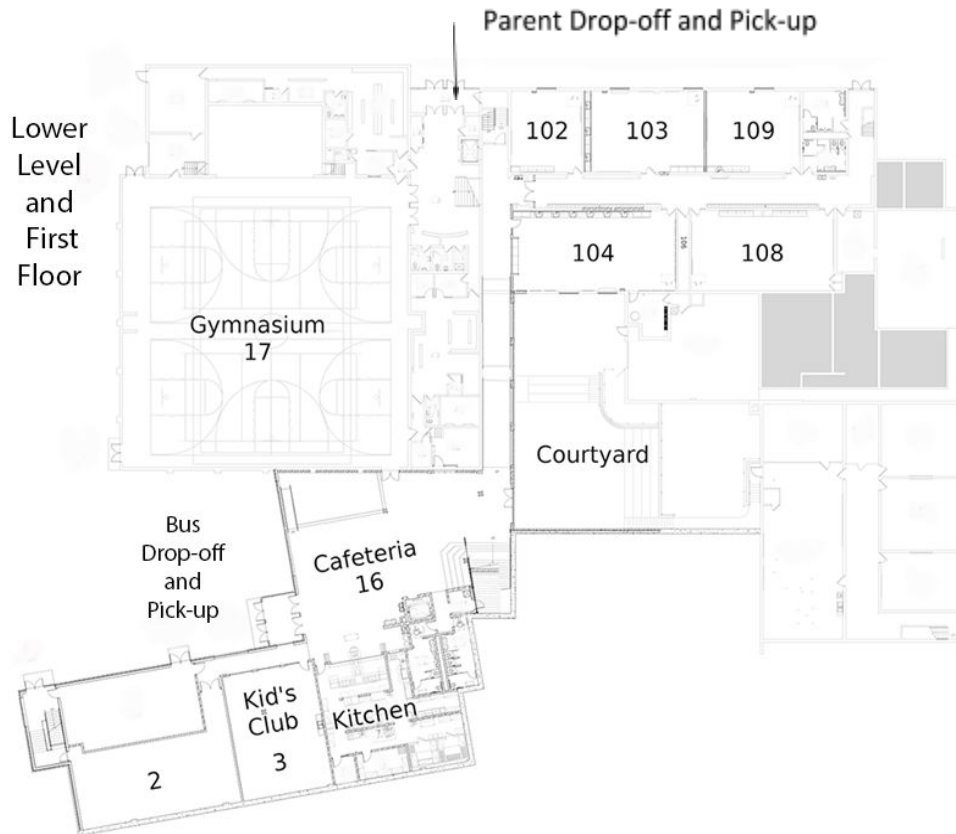 Parent Drop-off and Pick-up
Lower
Level
and
First
Floor
102
103
109
104
106
108
Gymnasium
17
Courtyard
Bus
Drop-off
and
Pick-up
Cafeteria
16
Kid's
Club
3
Kitchen
2